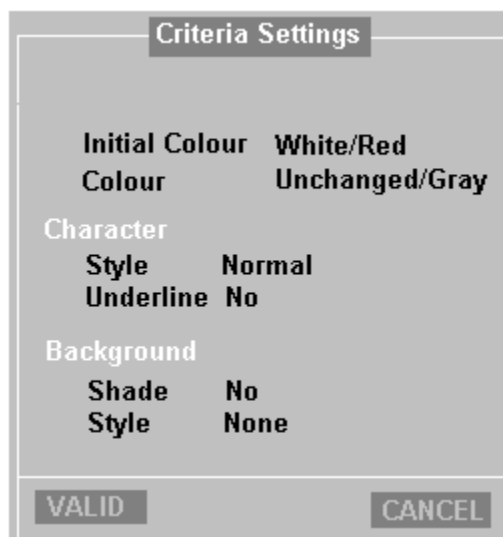 Criteria Settings
Initial Colour White/Red
Colour Unchanged/Gray
Character
Style Normal
Underline No
Background
Shade No
Style None
VALID CANCEL